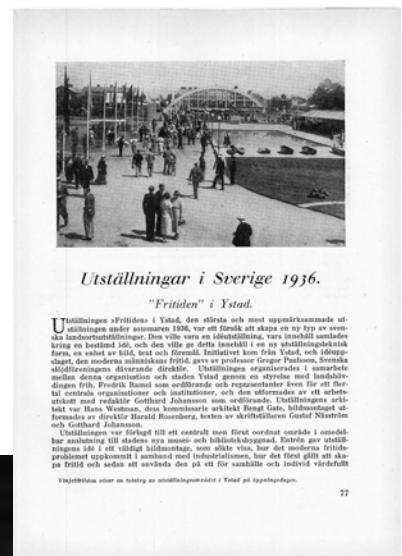 Utställningar i Sverige 1936.
"Fritiden" i Ystad.
Utställningen »Fritiden» i Ystad, den största och mest uppmärksammade ut-
ställningen under sommaren 1936, var ett försök att skapa en ny typ av sven-
ska landsortsutställningar. Den ville vara en idéutställning, vars innehåll samlades
kring en bestämd idé, och den ville ge detta innehåll i en ny utställningsteknisk
form, en enhet av bild, text och föremål. Initiativet kom från Ystad, och idéupp-
slaget, den moderna människans fritid, gavs av professor Gregor Paulsson, Svenska
slöjdföreningens dåvarande direktör. Utställningen organiserades i samarbete
mellan denna organisation och staden Ystad genom en styrelse med landshöv-
dingen frih. Fredrik Ramel som ordförande och representanter även för ett fler-
tal centrala organisationer och institutioner, och den utformades av ett arbets-
utskott med redaktör Gotthard Johansson som ordförande. Utställningens arki-
tekt var Hans Westman, dess kommissarie arkitekt Bengt Gate, bildmontaget ut-
formades av direktör Harald Rosenberg, texten av skriftställaren Gustaf Näsström
och Gotthard Johansson.
Utställningen var förlagd till ett centralt men förut oordnat område i omedel-
bar anslutning till stadens nya musei- och biblioteksbyggnad. Entrén gav utställ-
ningens idé i ett väldigt bildmontage, som sökte visa, hur det moderna fritids-
problemet uppkommit i samband med industrialismen, hur det först gällt att ska-
pa fritid och sedan att använda den på ett för samhälle och individ värdefullt
Vinjettbilden utgör en totalvy av utställningsområdet i Ystad på öppningsdagen.
77